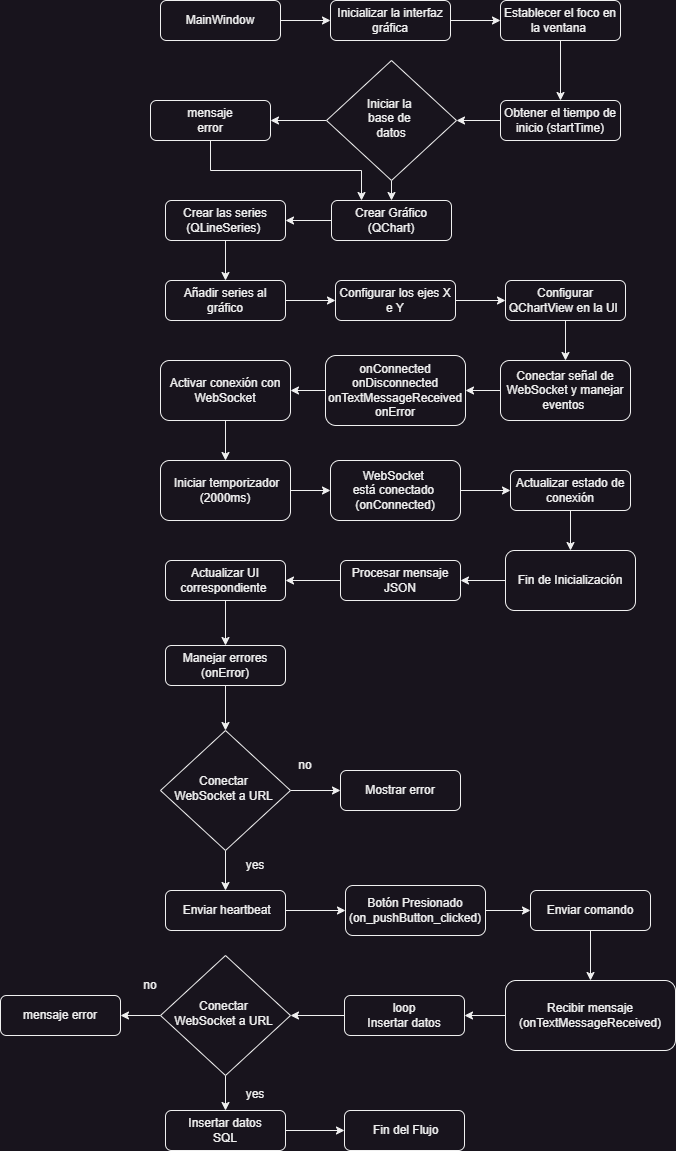 MainWindow
Inicializar la interfaz
gráfica
Establecer el foco en
la ventana
Obtener el tiempo de
inicio (startTime)
Iniciar la
base de
datos
mensaje
error
Crear Gráfico
(QChart)
Crear las series
(QLineSeries)
Añadir series al
gráfico
Configurar los ejes X
e Y
Configurar
QChartView en la UI
Conectar señal de
WebSocket y manejar
eventos
onConnected
onDisconnected
onTextMessageReceived
onError
Activar conexión con
WebSocket
Iniciar temporizador
(2000ms)
WebSocket
está conectado
(onConnected)
Actualizar estado de
conexión
Fin de Inicialización
Procesar mensaje
JSON
Actualizar UI
correspondiente
Manejar errores
(onError)
Conectar
WebSocket a URL
no
Mostrar error
yes
Enviar heartbeat
Botón Presionado
(on_pushButton_clicked)
Enviar comando
Recibir mensaje
(onTextMessageReceived)
loop
Insertar datos
Conectar
WebSocket a URL
no
mensaje error
yes
Insertar datos
SQL
Fin del Flujo